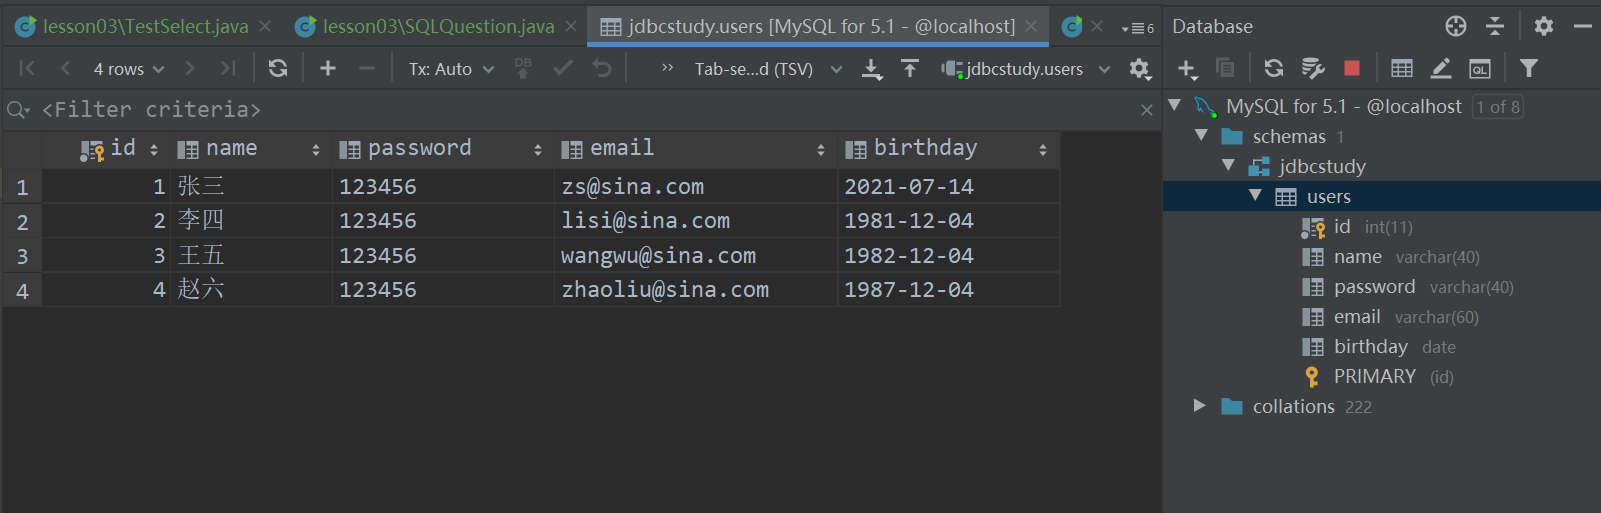 lesson03\TestSelect.java lesson03\SQLQuestion.java jdbcstudy.users [MySQL for 5.1 - @localhost] 6
4 rows Tx: Auto DB Tab-se...d (TSV) jdbcstudy.users
<Filter criteria>
id name password email birthday
1 1 张三 123456 zs@sina.com 2021-07-14
2 2 李四 123456 lisi@sina.com 1981-12-04
3 3 王五 123456 wangwu@sina.com 1982-12-04
4 4 赵六 123456 zhaoliu@sina.com 1987-12-04
Database
QL
MySQL for 5.1 - @localhost 1 of 8
schemas 1
jdbcstudy
users
id int(11)
name varchar(40)
password varchar(40)
email varchar(60)
birthday date
PRIMARY (id)
collations 222